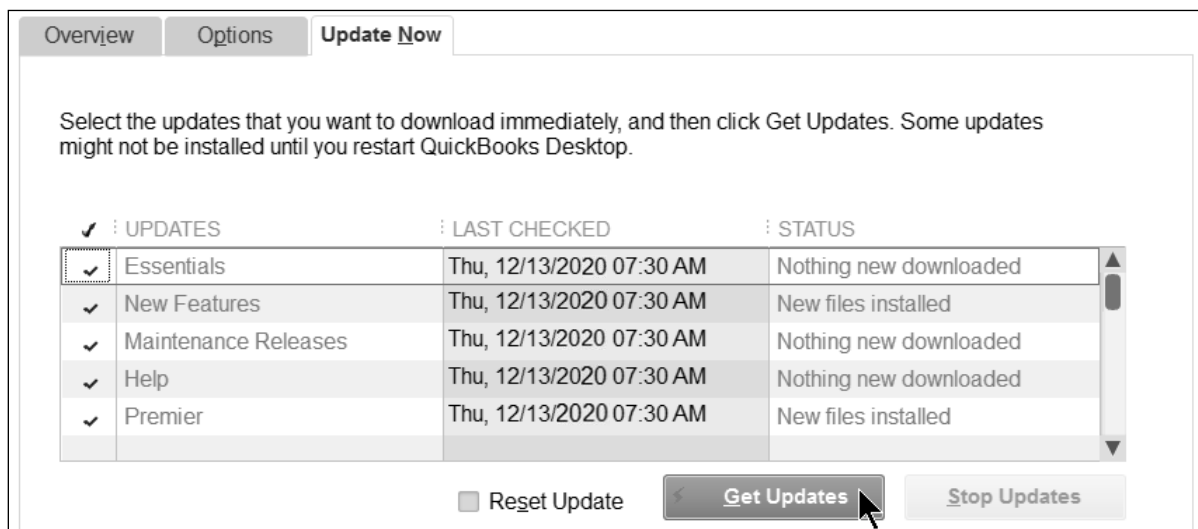 Overview Options Update Now
Select the updates that you want to download immediately, and then click Get Updates. Some updates
might not be installed until you restart QuickBooks Desktop.
UPDATES LAST CHECKED STATUS
Essentials Thu, 12/13/2020 07:30 AM Nothing new downloaded
New Features Thu, 12/13/2020 07:30 AM New files installed
Maintenance Releases Thu, 12/13/2020 07:30 AM Nothing new downloaded
Help Thu, 12/13/2020 07:30 AM Nothing new downloaded
Premier Thu, 12/13/2020 07:30 AM New files installed
Reset Update Get Updates Stop Updates